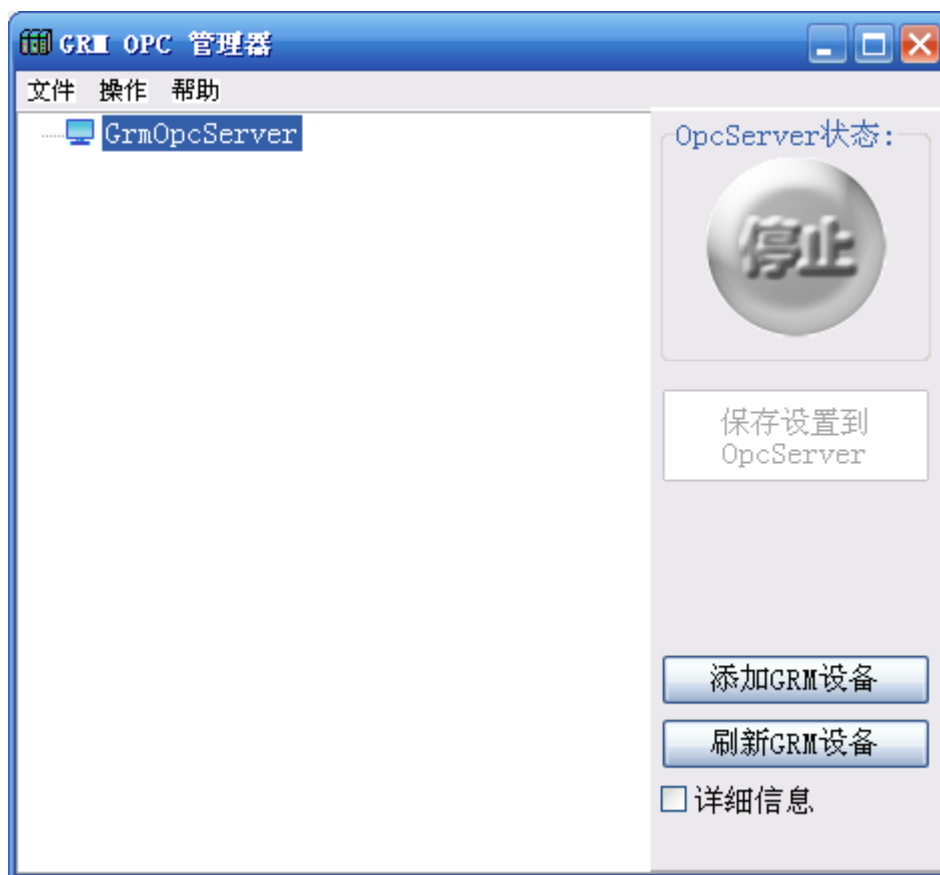 GRM OPC 管理器
文件 操作 帮助
GrmOpcServer
OpcServer状态:
停止
保存设置到
OpcServer
添加GRM设备
刷新GRM设备
详细信息